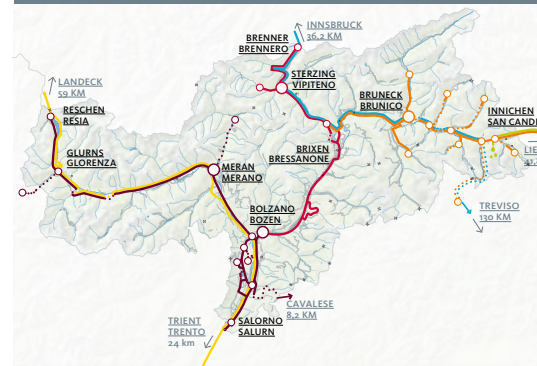 INNSBRUCK
36,2 KM
BRENNER
BRENNERO
STERZING
VIPITENO
LANDECK
59 KM
RESCHEN
RESIA
BRUNECK
BRUNICO
INNICHEN
SAN CANDI
BRIXEN
BRESSANONE
GLURNS
GLORENZA
MERAN
MERANO
LIE
TREVISO
130 KM
BOLZANO
BOZEN
CAVALESE
8,2 KM
TRIENT
TRENTO
24 km
SALORNO
SALURN